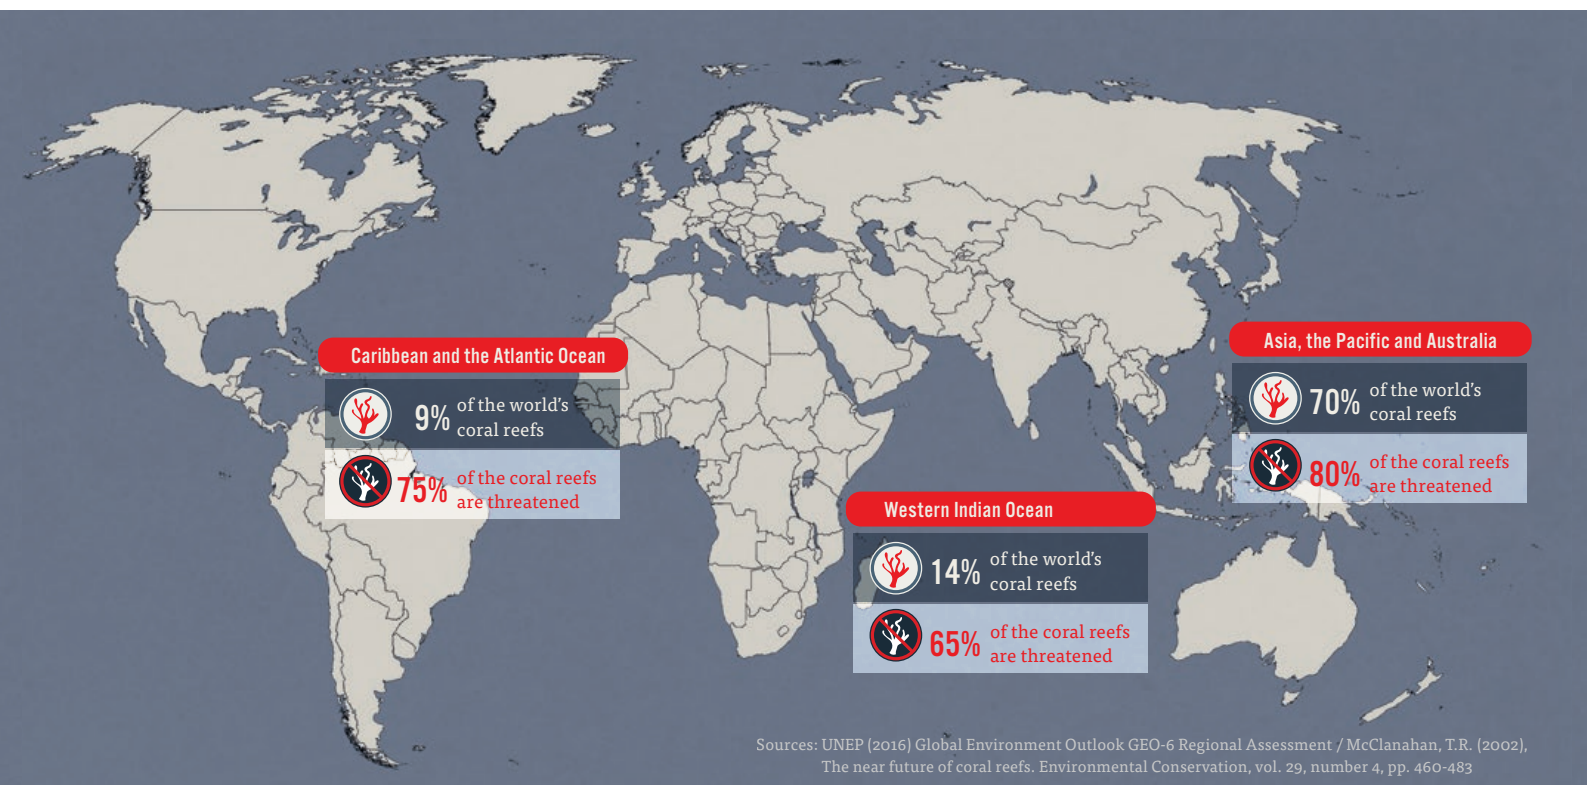 Caribbean and the Atlantic Ocean
9% of the world's
coral reefs
75% of the coral reefs
are threatened
Western Indian Ocean
14% of the world's
coral reefs
65% of the coral reefs
are threatened
Asia, the Pacific and Australia
70% of the world's
coral reefs
80% of the coral reefs
are threatened
Sources: UNEP (2016) Global Environment Outlook GEO-6 Regional Assessment / McClanahan, T.R. (2002),
The near future of coral reefs. Environmental Conservation, vol. 29, number 4, pp. 460-483